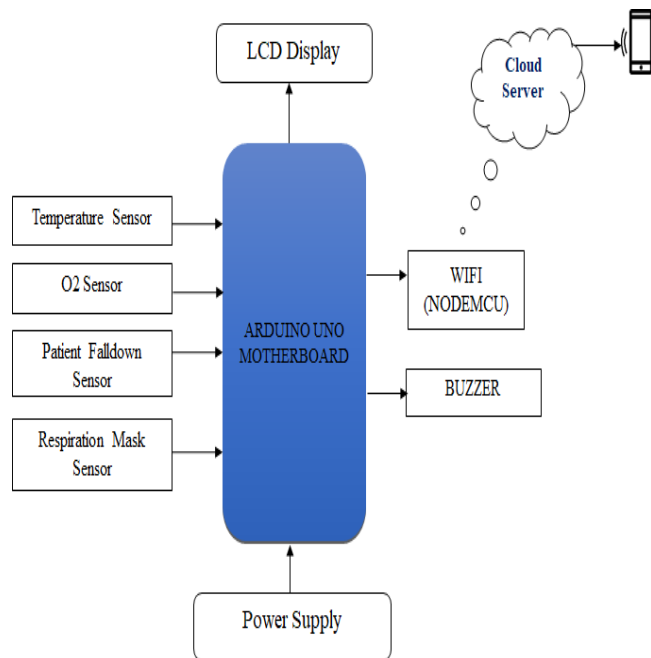 LCD Display
Cloud
Server
Temperature Sensor
O2 Sensor
Patient Falldown
Sensor
Respiration Mask
Sensor
ARDUINO UNO
MOTHERBOARD
WIFI
(NODEMCU)
BUZZER
Power Supply